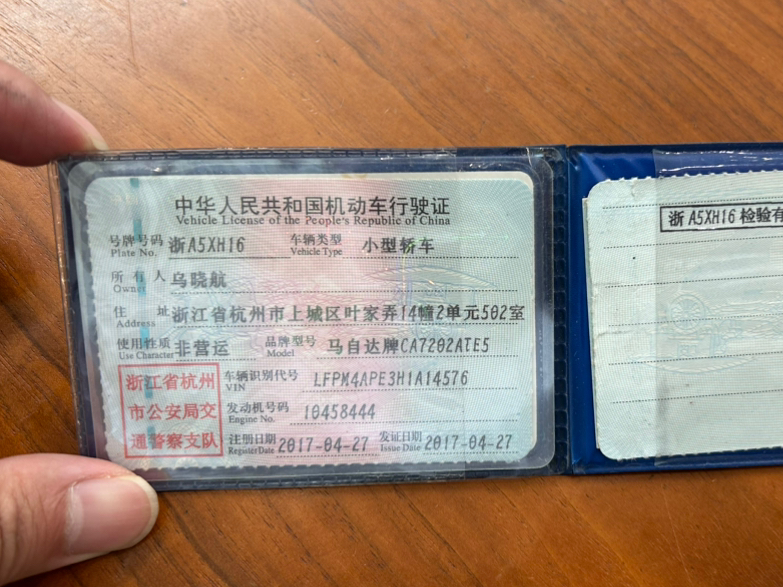 中华人民共和国机动车行驶证
Vehicle License of the People's Republic of China
号牌号码 浙A5XH16 车辆类型 小型轿车
Plate No. Vehicle Type
所有人 乌晓航
Owner
住址 浙江省杭州市上城区叶家弄14幢2单元502室
Address
使用性质 非营运 品牌型号 马自达牌CA7202ATE5
Use Character Model
浙江省杭州
市公安局交
通警察支队
车辆识别代号 LFPM4APE3H1A14576
VIN
发动机号码 10458444
Engine No.
注册日期 2017-04-27 发证日期 2017-04-27
Register Date Issue Date
浙A5XH16 检验有